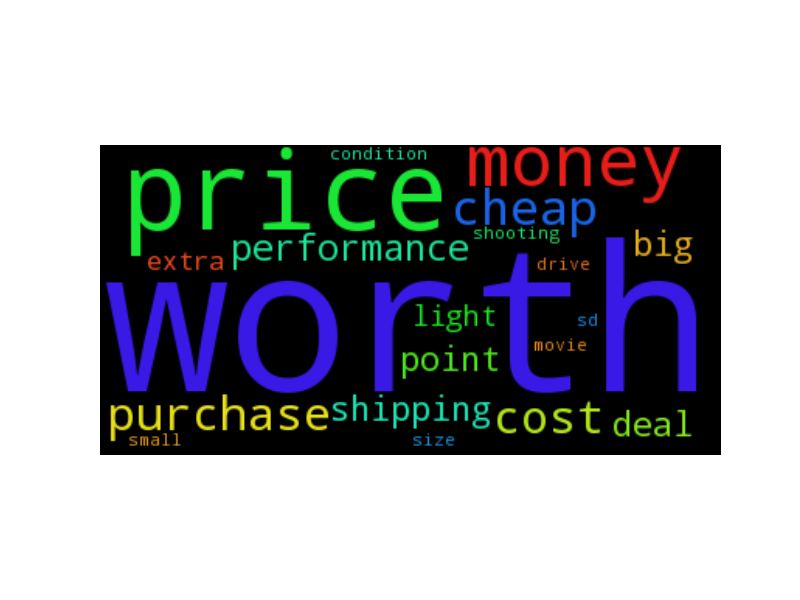 condition
money
price
cheap
shooting
performance
big
extra
drive
worth
light
sd
movie
point
purchase
shipping
cost
deal
small
size